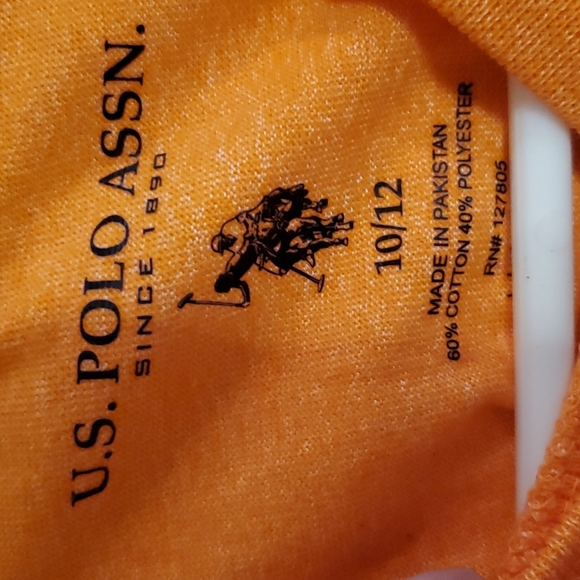 U.S. POLO ASSN.
SINCE 1890
10/12
MADE IN PAKISTAN
60% COTTON 40% POLYESTER
RN# 127805